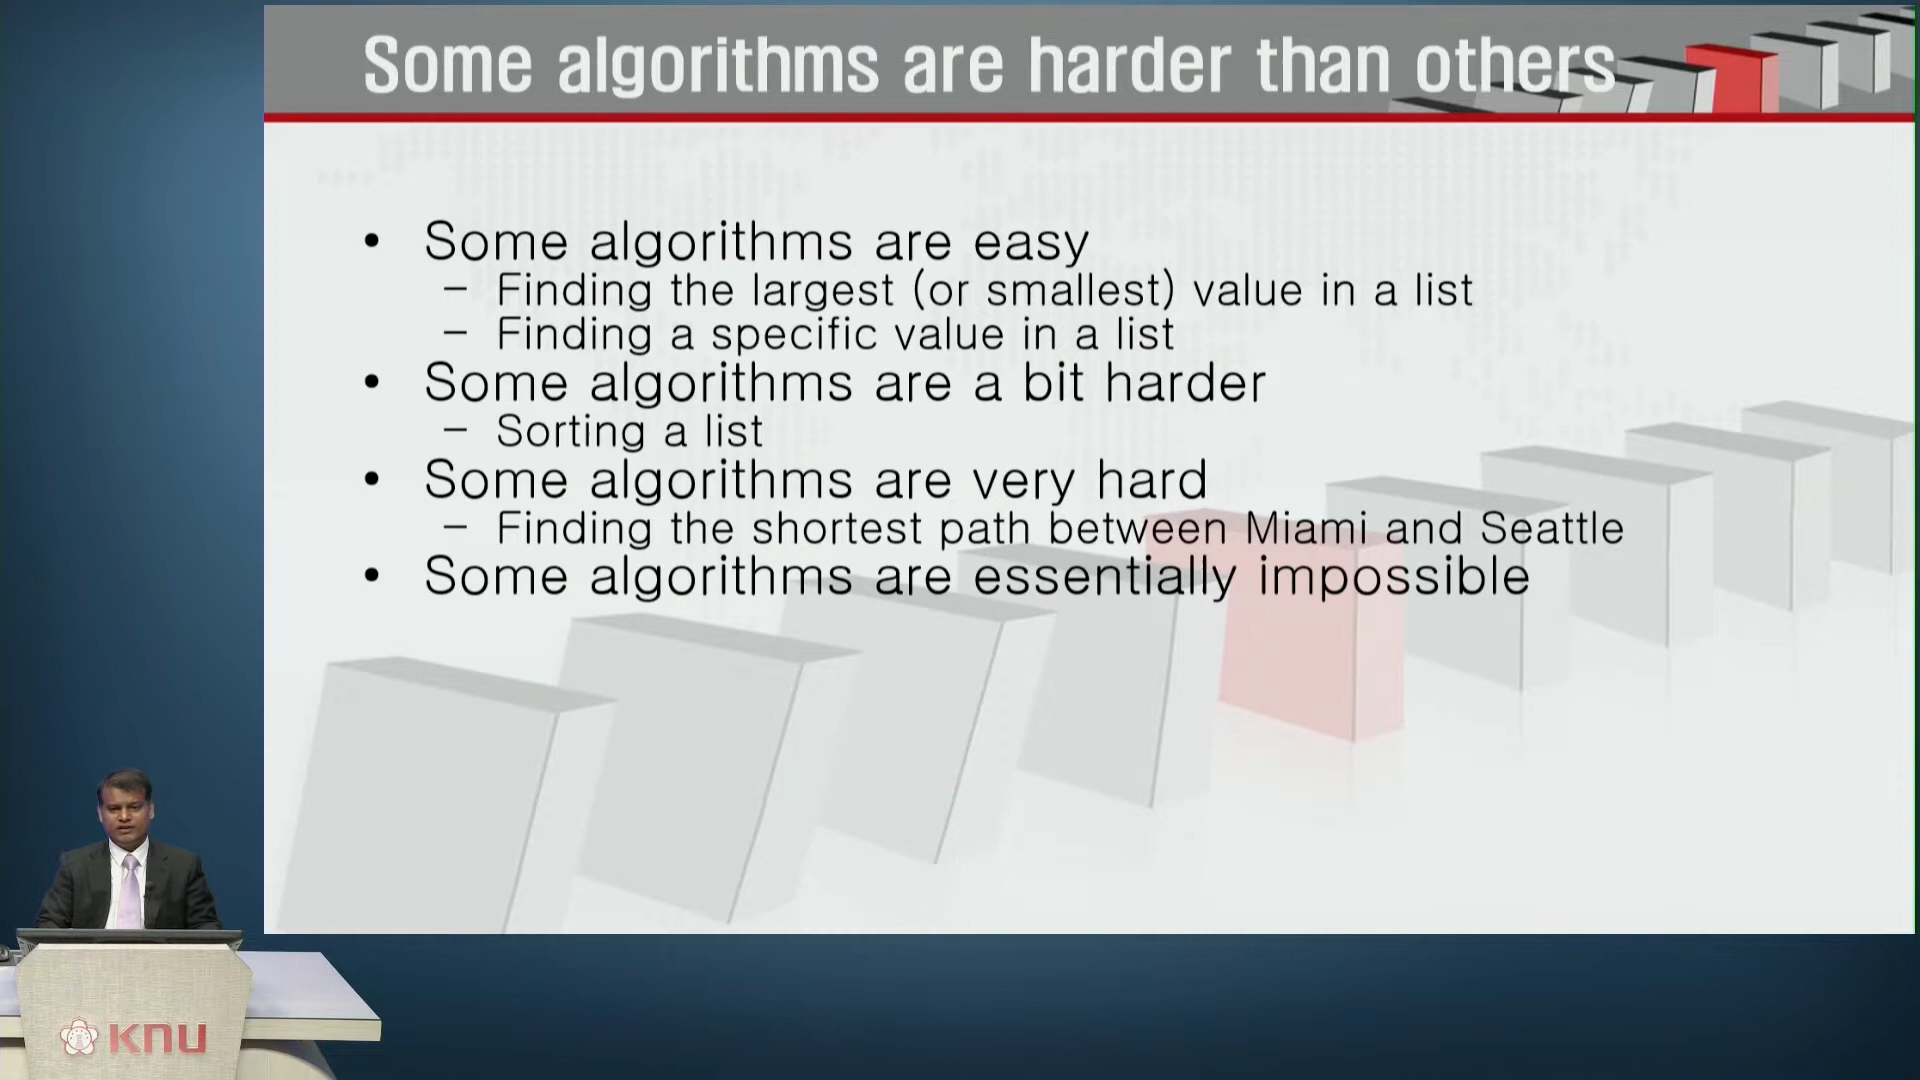 Some algorithms are harder than others
• Some algorithms are easy
– Finding the largest (or smallest) value in a list
– Finding a specific value in a list
• Some algorithms are a bit harder
– Sorting a list
• Some algorithms are very hard
– Finding the shortest path between Miami and Seattle
• Some algorithms are essentially impossible
KNU